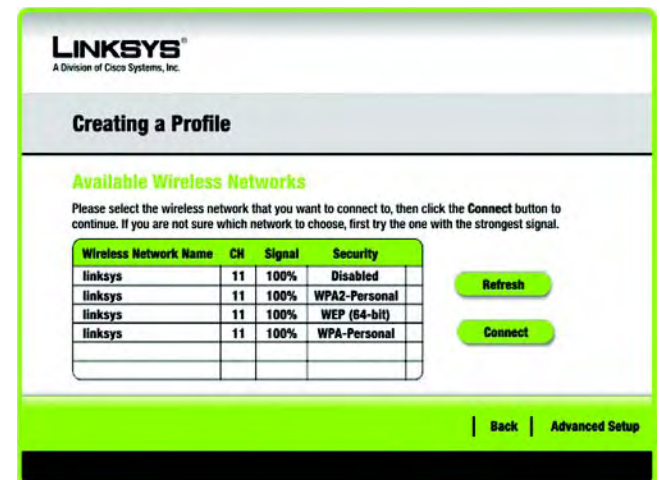 LINKSYS®
A Division of Cisco Systems, Inc.
Creating a Profile
Available Wireless Networks
Please select the wireless network that you want to connect to, then click the Connect button to
continue. If you are not sure which network to choose, first try the one with the strongest signal.
Wireless Network Name CH Signal Security
linksys 11 100% Disabled
linksys 11 100% WPA2-Personal
linksys 11 100% WEP (64-bit)
linksys 11 100% WPA-Personal
Refresh
Connect
Back Advanced Setup